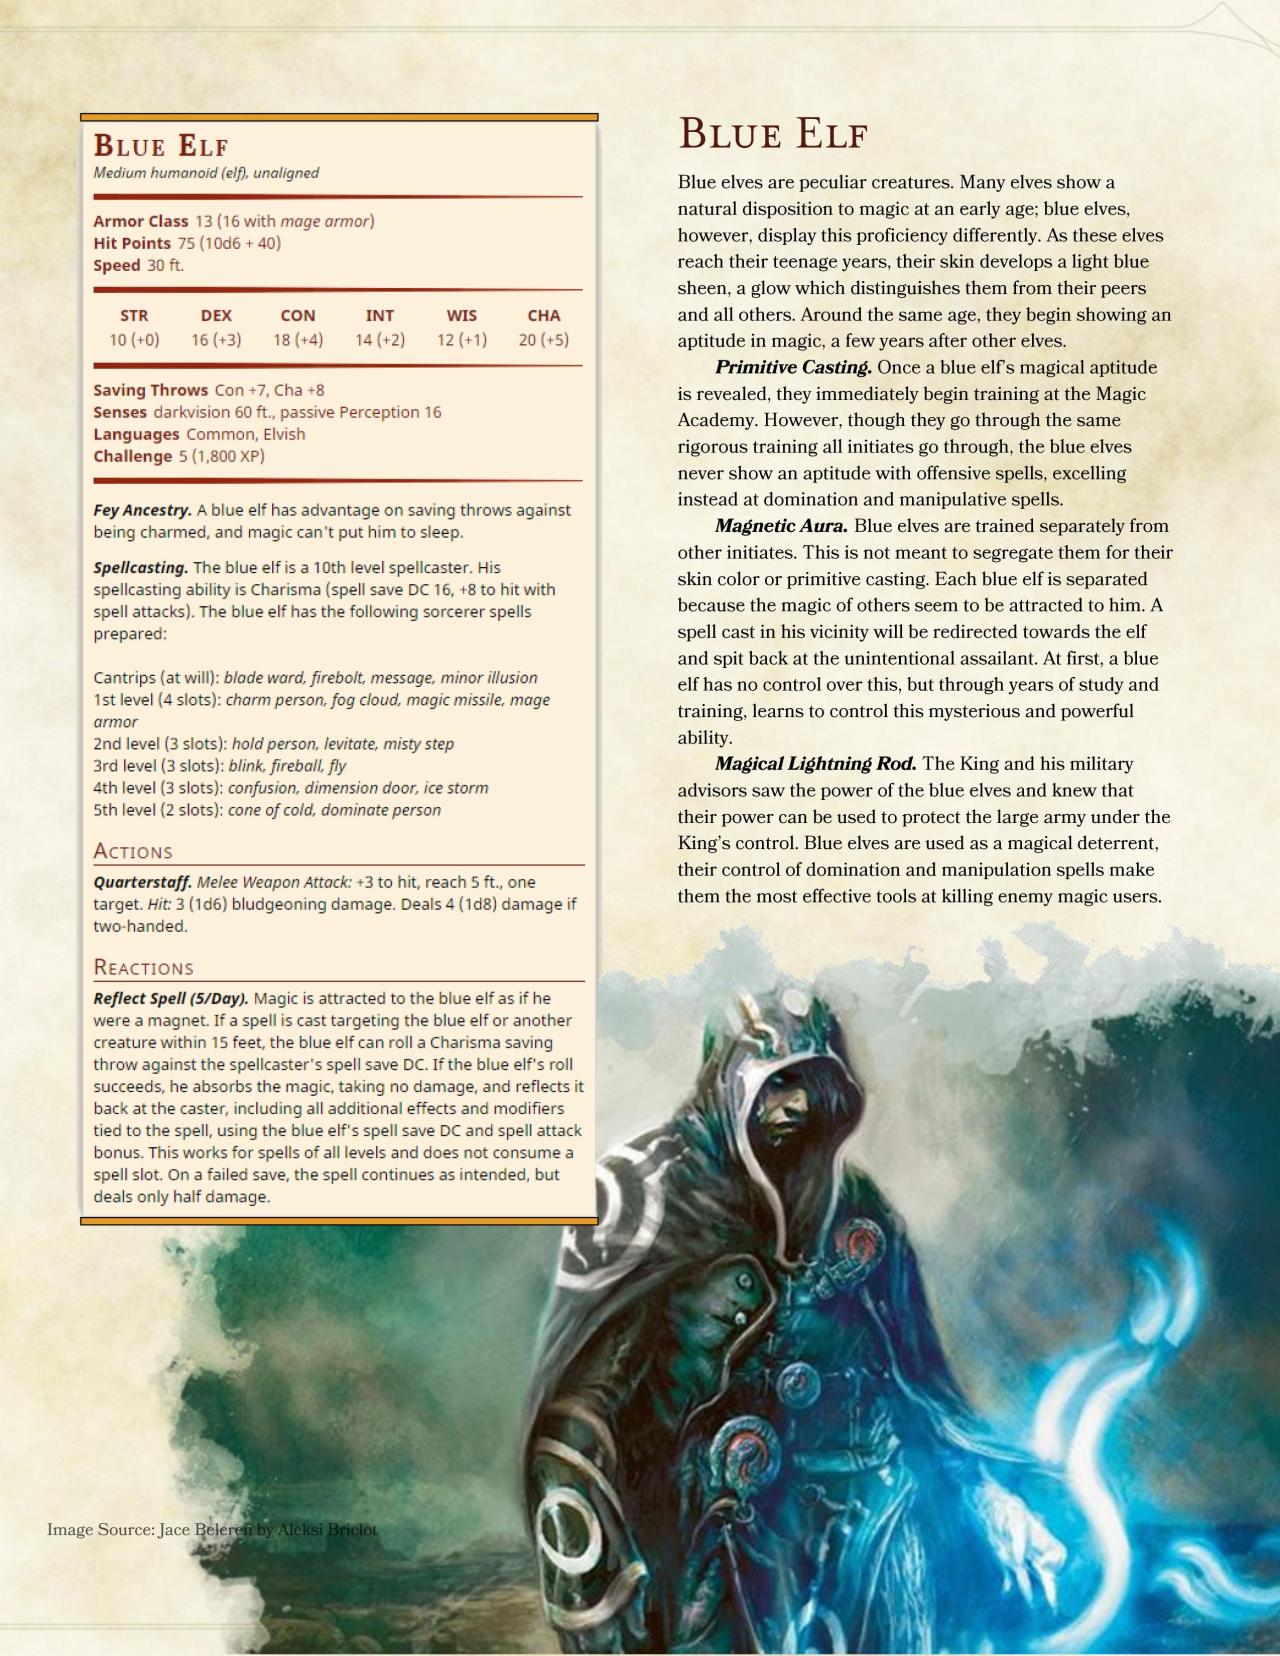 Blue Elf
Medium humanoid (elf), unaligned
Armor Class 13 (16 with mage armor)
Hit Points 75 (10d6 + 40)
Speed 30 ft.
STR DEX CON INT WIS CHA
10 (+0) 16 (+3) 18 (+4) 14 (+2) 12 (+1) 20 (+5)
Saving Throws Con +7, Cha +8
Senses darkvision 60 ft., passive Perception 16
Languages Common, Elvish
Challenge 5 (1,800 XP)
Fey Ancestry. A blue elf has advantage on saving throws against
being charmed, and magic can't put him to sleep.
Spellcasting. The blue elf is a 10th level spellcaster. His
spellcasting ability is Charisma (spell save DC 16, +8 to hit with
spell attacks). The blue elf has the following sorcerer spells
prepared:
Cantrips (at will): blade ward, firebolt, message, minor illusion
1st level (4 slots): charm person, fog cloud, magic missile, mage
armor
2nd level (3 slots): hold person, levitate, misty step
3rd level (3 slots): blink, fireball, fly
4th level (3 slots): confusion, dimension door, ice storm
5th level (2 slots): cone of cold, dominate person
Actions
Quarterstaff. Melee Weapon Attack: +3 to hit, reach 5 ft., one
target. Hit: 3 (1d6) bludgeoning damage. Deals 4 (1d8) damage if
two-handed.
Reactions
Reflect Spell (5/Day). Magic is attracted to the blue elf as if he
were a magnet. If a spell is cast targeting the blue elf or another
creature within 15 feet, the blue elf can roll a Charisma saving
throw against the spellcaster's spell save DC. If the blue elf's roll
succeeds, he absorbs the magic, taking no damage, and reflects it
back at the caster, including all additional effects and modifiers
tied to the spell, using the blue elf's spell save DC and spell attack
bonus. This works for spells of all levels and does not consume a
spell slot. On a failed save, the spell continues as intended, but
deals only half damage.
Blue Elf
Blue elves are peculiar creatures. Many elves show a
natural disposition to magic at an early age; blue elves,
however, display this proficiency differently. As these elves
reach their teenage years, their skin develops a light blue
sheen, a glow which distinguishes them from their peers
and all others. Around the same age, they begin showing an
aptitude in magic, a few years after other elves.
Primitive Casting. Once a blue elf's magical aptitude
is revealed, they immediately begin training at the Magic
Academy. However, though they go through the same
rigorous training all initiates go through, the blue elves
never show an aptitude with offensive spells, excelling
instead at domination and manipulative spells.
Magnetic Aura. Blue elves are trained separately from
other initiates. This is not meant to segregate them for their
skin color or primitive casting. Each blue elf is separated
because the magic of others seem to be attracted to him. A
spell cast in his vicinity will be redirected towards the elf
and spit back at the unintentional assailant. At first, a blue
elf has no control over this, but through years of study and
training, learns to control this mysterious and powerful
ability.
Magical Lightning Rod. The King and his military
advisors saw the power of the blue elves and knew that
their power can be used to protect the large army under the
King's control. Blue elves are used as a magical deterrent,
their control of domination and manipulation spells make
them the most effective tools at killing enemy magic users.
Image Source: Jace Beleren by Aleksi Briclot